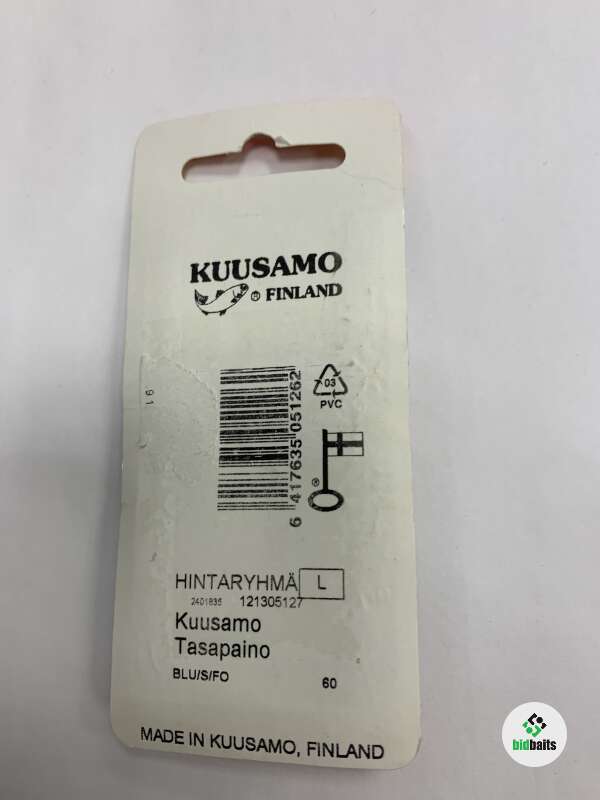 KUUSAMO
® FINLAND
03
PVC
91
6 417635 051262
®
HINTARYHMÄ L
2401835 121305127
Kuusamo
Tasapaino
BLU/S/FO 60
MADE IN KUUSAMO, FINLAND
bidbaits